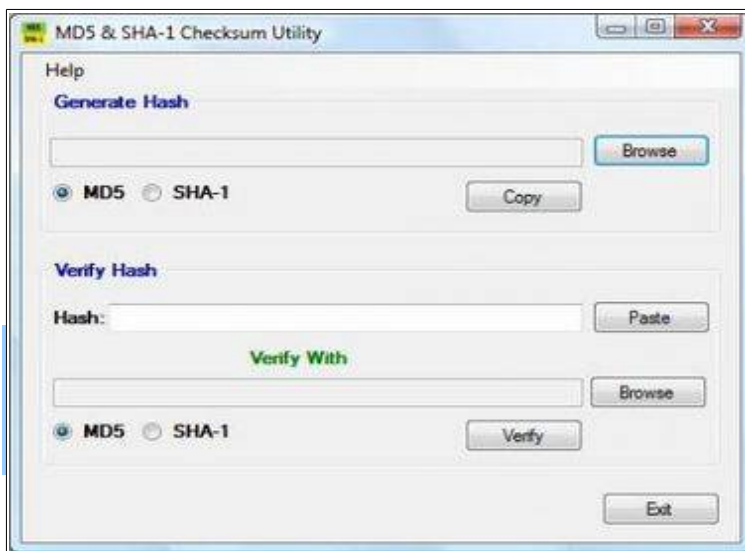 MD5 & SHA-1 Checksum Utility
Help
Generate Hash
Browse
MD5 SHA-1
Copy
Verify Hash
Hash:
Paste
Verify With
Browse
MD5 SHA-1
Verify
Exit